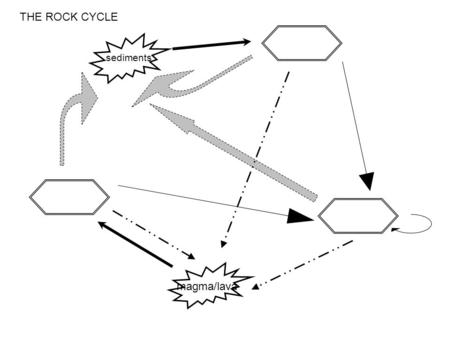 THE ROCK CYCLE
sediments
magma/lava